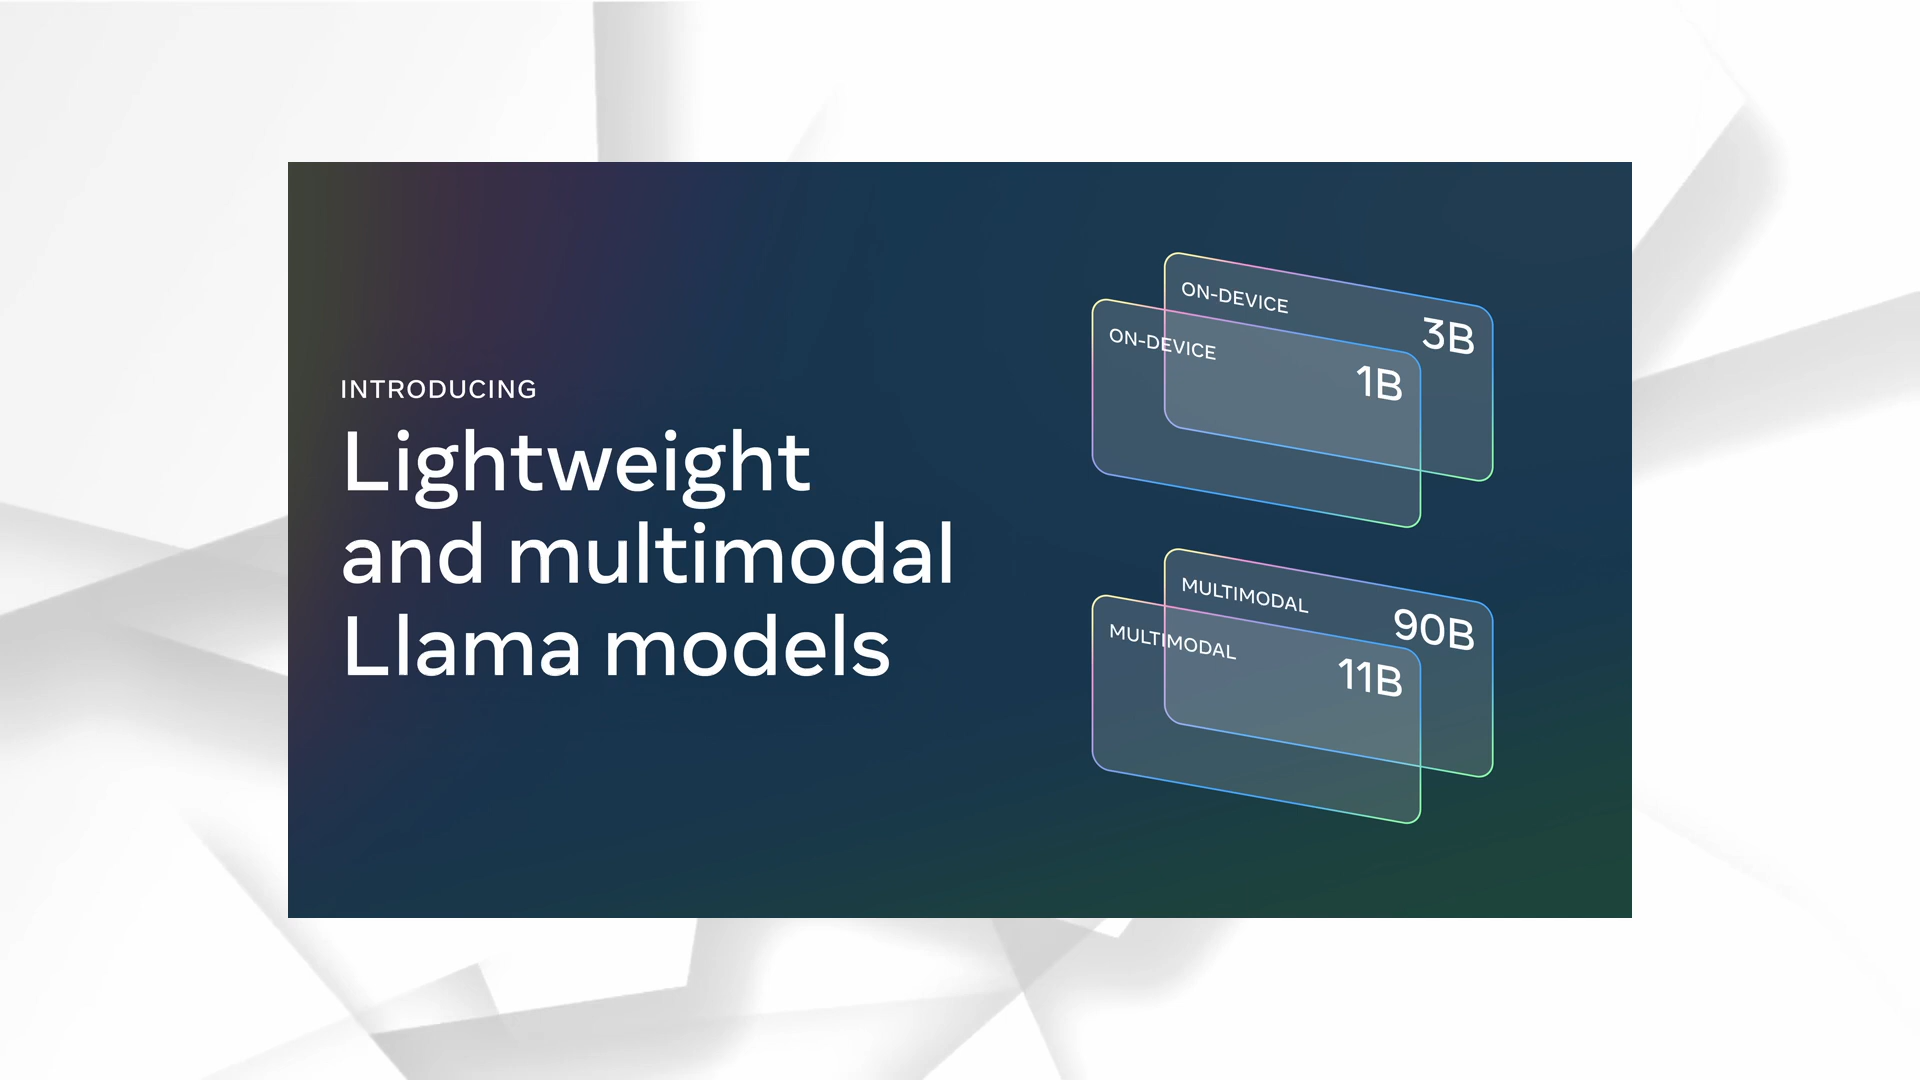 INTRODUCING
Lightweight
and multimodal
Llama models
ON-DEVICE
3B
ON-DEVICE
1B
MULTIMODAL
90B
MULTIMODAL
11B